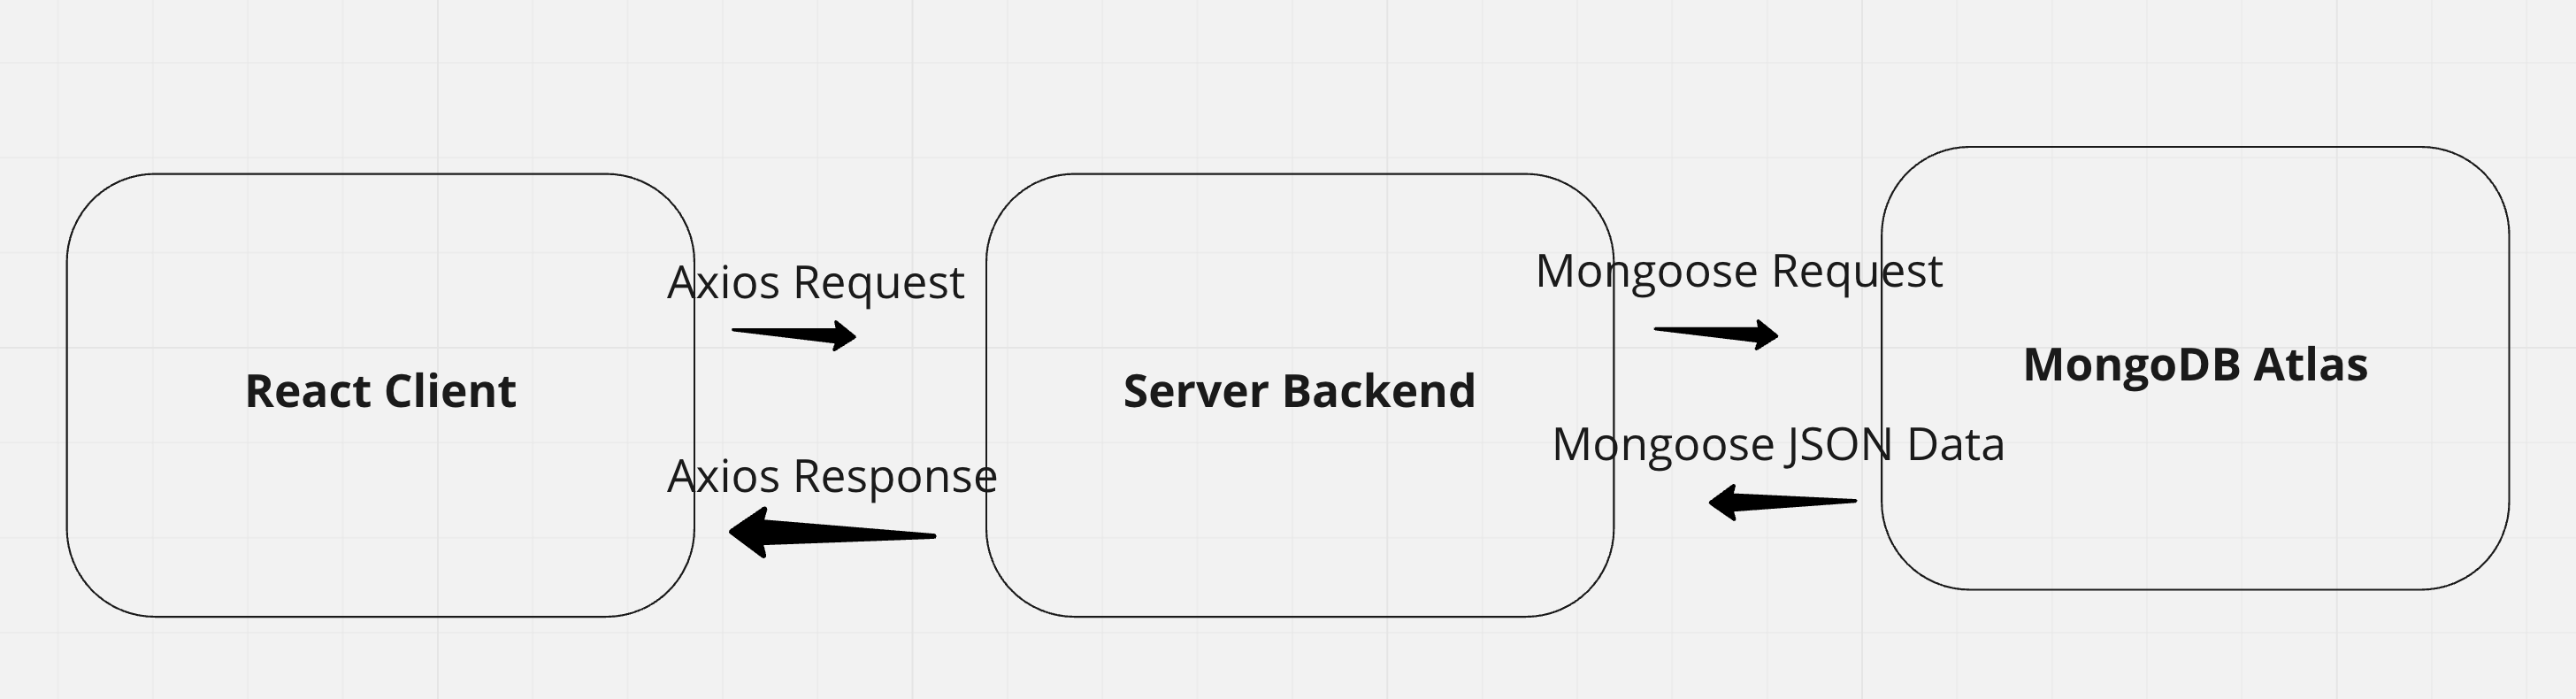 React Client
Axios Request
Axios Response
Server Backend
Mongoose Request
Mongoose JSON Data
MongoDB Atlas